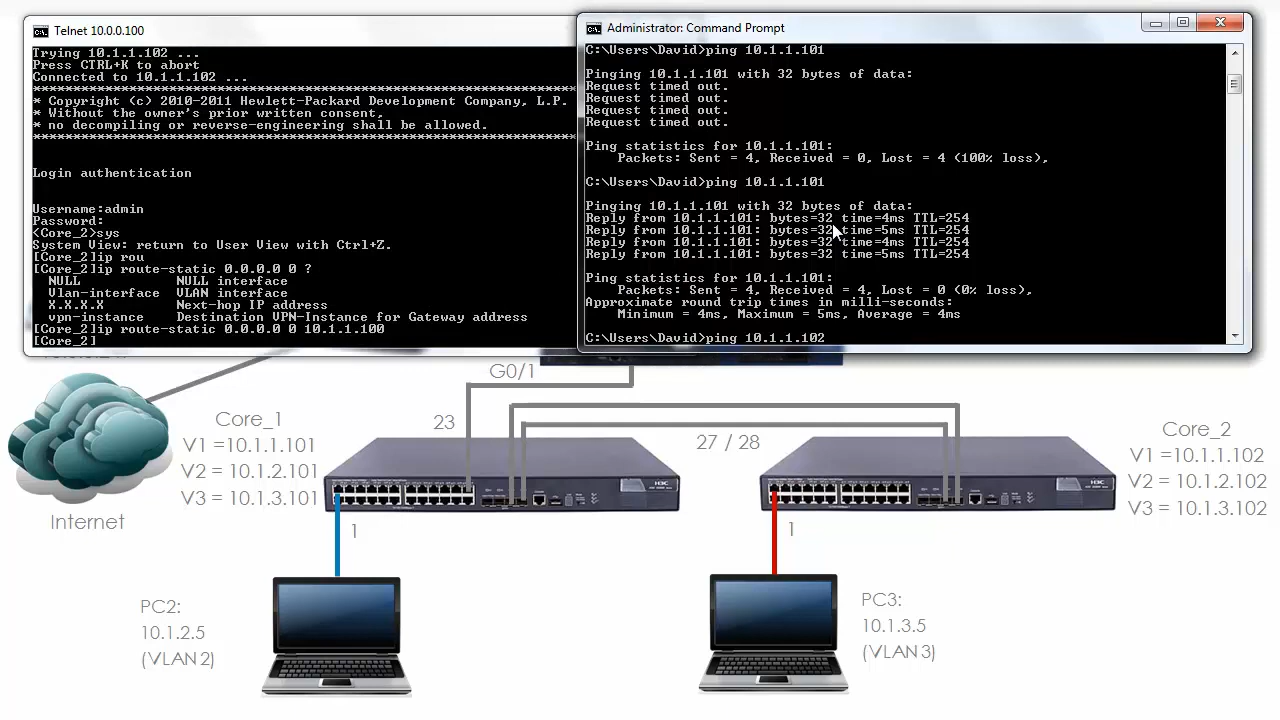 Telnet 10.0.0.100
Trying 10.1.1.102 ...
Press CTRL+K to abort
Connected to 10.1.1.102 ...
******************************************************************
* Copyright (c) 2010-2011 Hewlett-Packard Development Company, L.P.
* Without the owner's prior written consent,
* no decompiling or reverse-engineering shall be allowed.
******************************************************************
Login authentication
Username:admin
Password:
<Core_2>sys
System View: return to User View with Ctrl+Z.
[Core_2]ip rou
[Core_2]ip route-static 0.0.0.0 0 ?
NULL NULL interface
Vlan-interface VLAN interface
X.X.X.X Next-hop IP address
vpn-instance Destination VPN-Instance for Gateway address
[Core_2]ip route-static 0.0.0.0 0 10.1.1.100
[Core_2]
Administrator: Command Prompt
C:\Users\David>ping 10.1.1.101
Pinging 10.1.1.101 with 32 bytes of data:
Request timed out.
Request timed out.
Request timed out.
Request timed out.
Ping statistics for 10.1.1.101:
Packets: Sent = 4, Received = 0, Lost = 4 (100% loss),
C:\Users\David>ping 10.1.1.101
Pinging 10.1.1.101 with 32 bytes of data:
Reply from 10.1.1.101: bytes=32 time=4ms TTL=254
Reply from 10.1.1.101: bytes=32 time=5ms TTL=254
Reply from 10.1.1.101: bytes=32 time=4ms TTL=254
Reply from 10.1.1.101: bytes=32 time=5ms TTL=254
Ping statistics for 10.1.1.101:
Packets: Sent = 4, Received = 4, Lost = 0 (0% loss),
Approximate round trip times in milli-seconds:
Minimum = 4ms, Maximum = 5ms, Average = 4ms
C:\Users\David>ping 10.1.1.102
G0/1
23
27 / 28
Core_1
V1 =10.1.1.101
V2 = 10.1.2.101
V3 = 10.1.3.101
Core_2
V1 =10.1.1.102
V2 = 10.1.2.102
V3 = 10.1.3.102
Internet
H3C
H3C
1
1
PC2:
10.1.2.5
(VLAN 2)
PC3:
10.1.3.5
(VLAN 3)